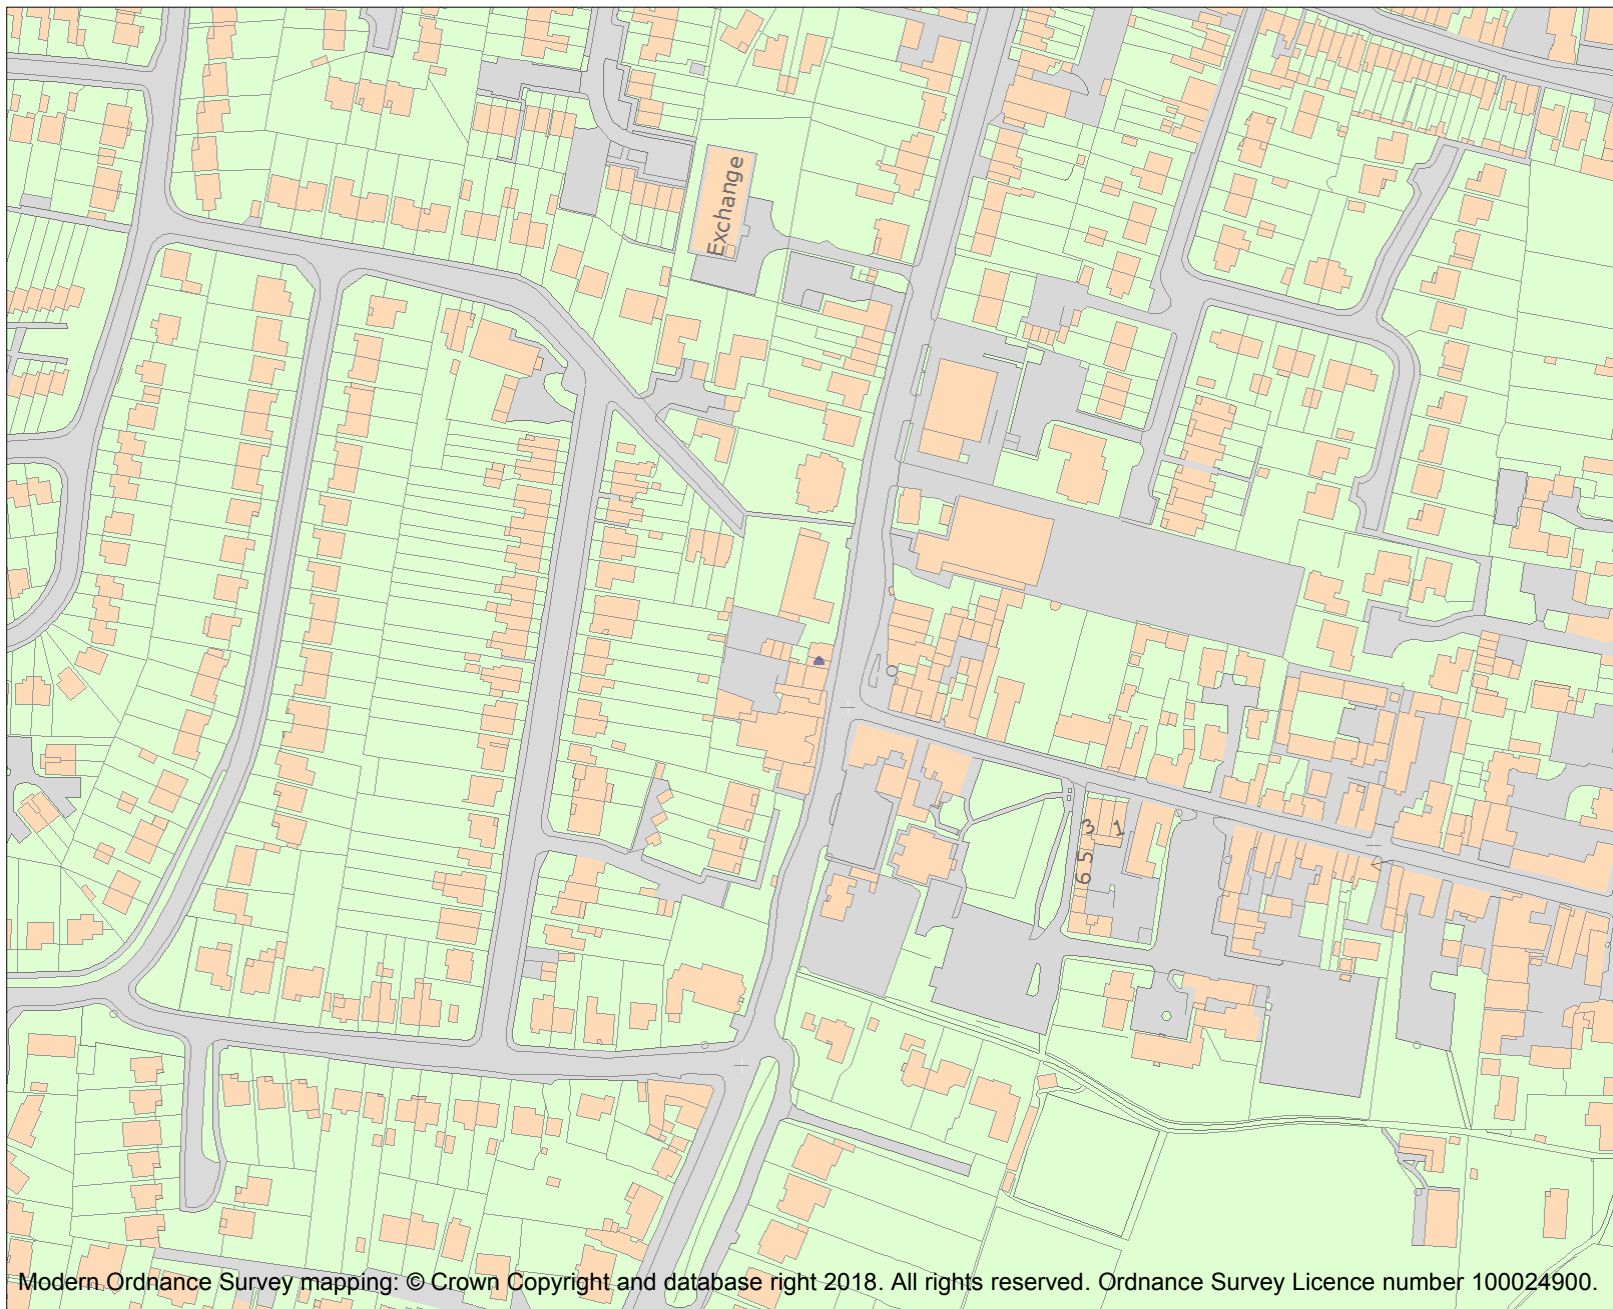 Exchange
3 1
6 5
Modern Ordnance Survey mapping: © Crown Copyright and database right 2018. All rights reserved. Ordnance Survey Licence number 100024900.